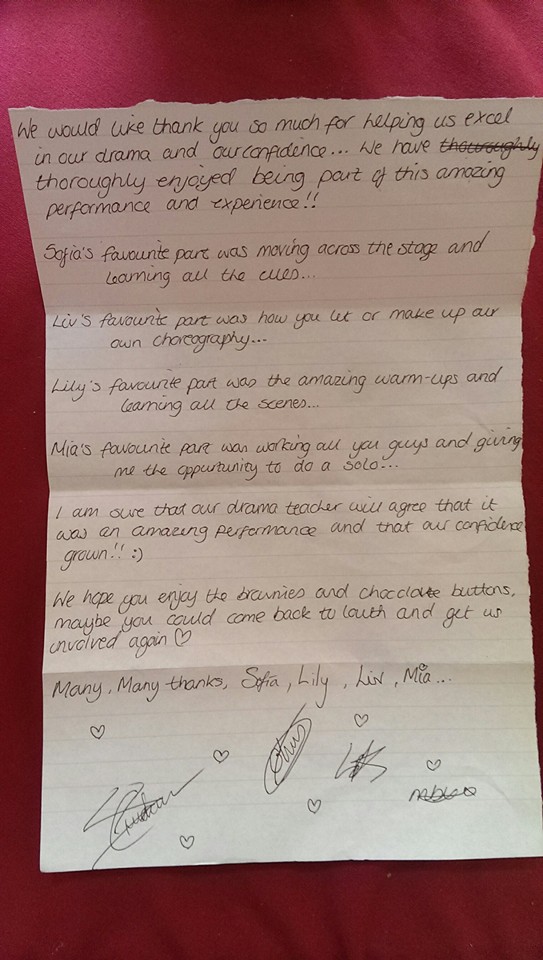 We would like thank you so much for helping us excel
in our drama and our confidence... We have thouroughly
thoroughly enjoyed being part of this amazing
performance and experience!!
Sofia's favourite part was moving across the stage and
learning all the cues...
Liv's favourite part was how you let or make up our
own choreography...
Lily's favourite part was the amazing warm-ups and
learning all the scenes...
Mia's favourite part was working all you guys and giving
me the oppurtunity to do a solo...
I am sure that our drama teacher will agree that it
was an amazing performance and that our confidence
grown!! :)
We hope you enjoy the brownies and chocolate buttons,
maybe you could come back to louth and get us
involved again ♡
Many, Many thanks, Sofia, Lily, Liv, Mia...